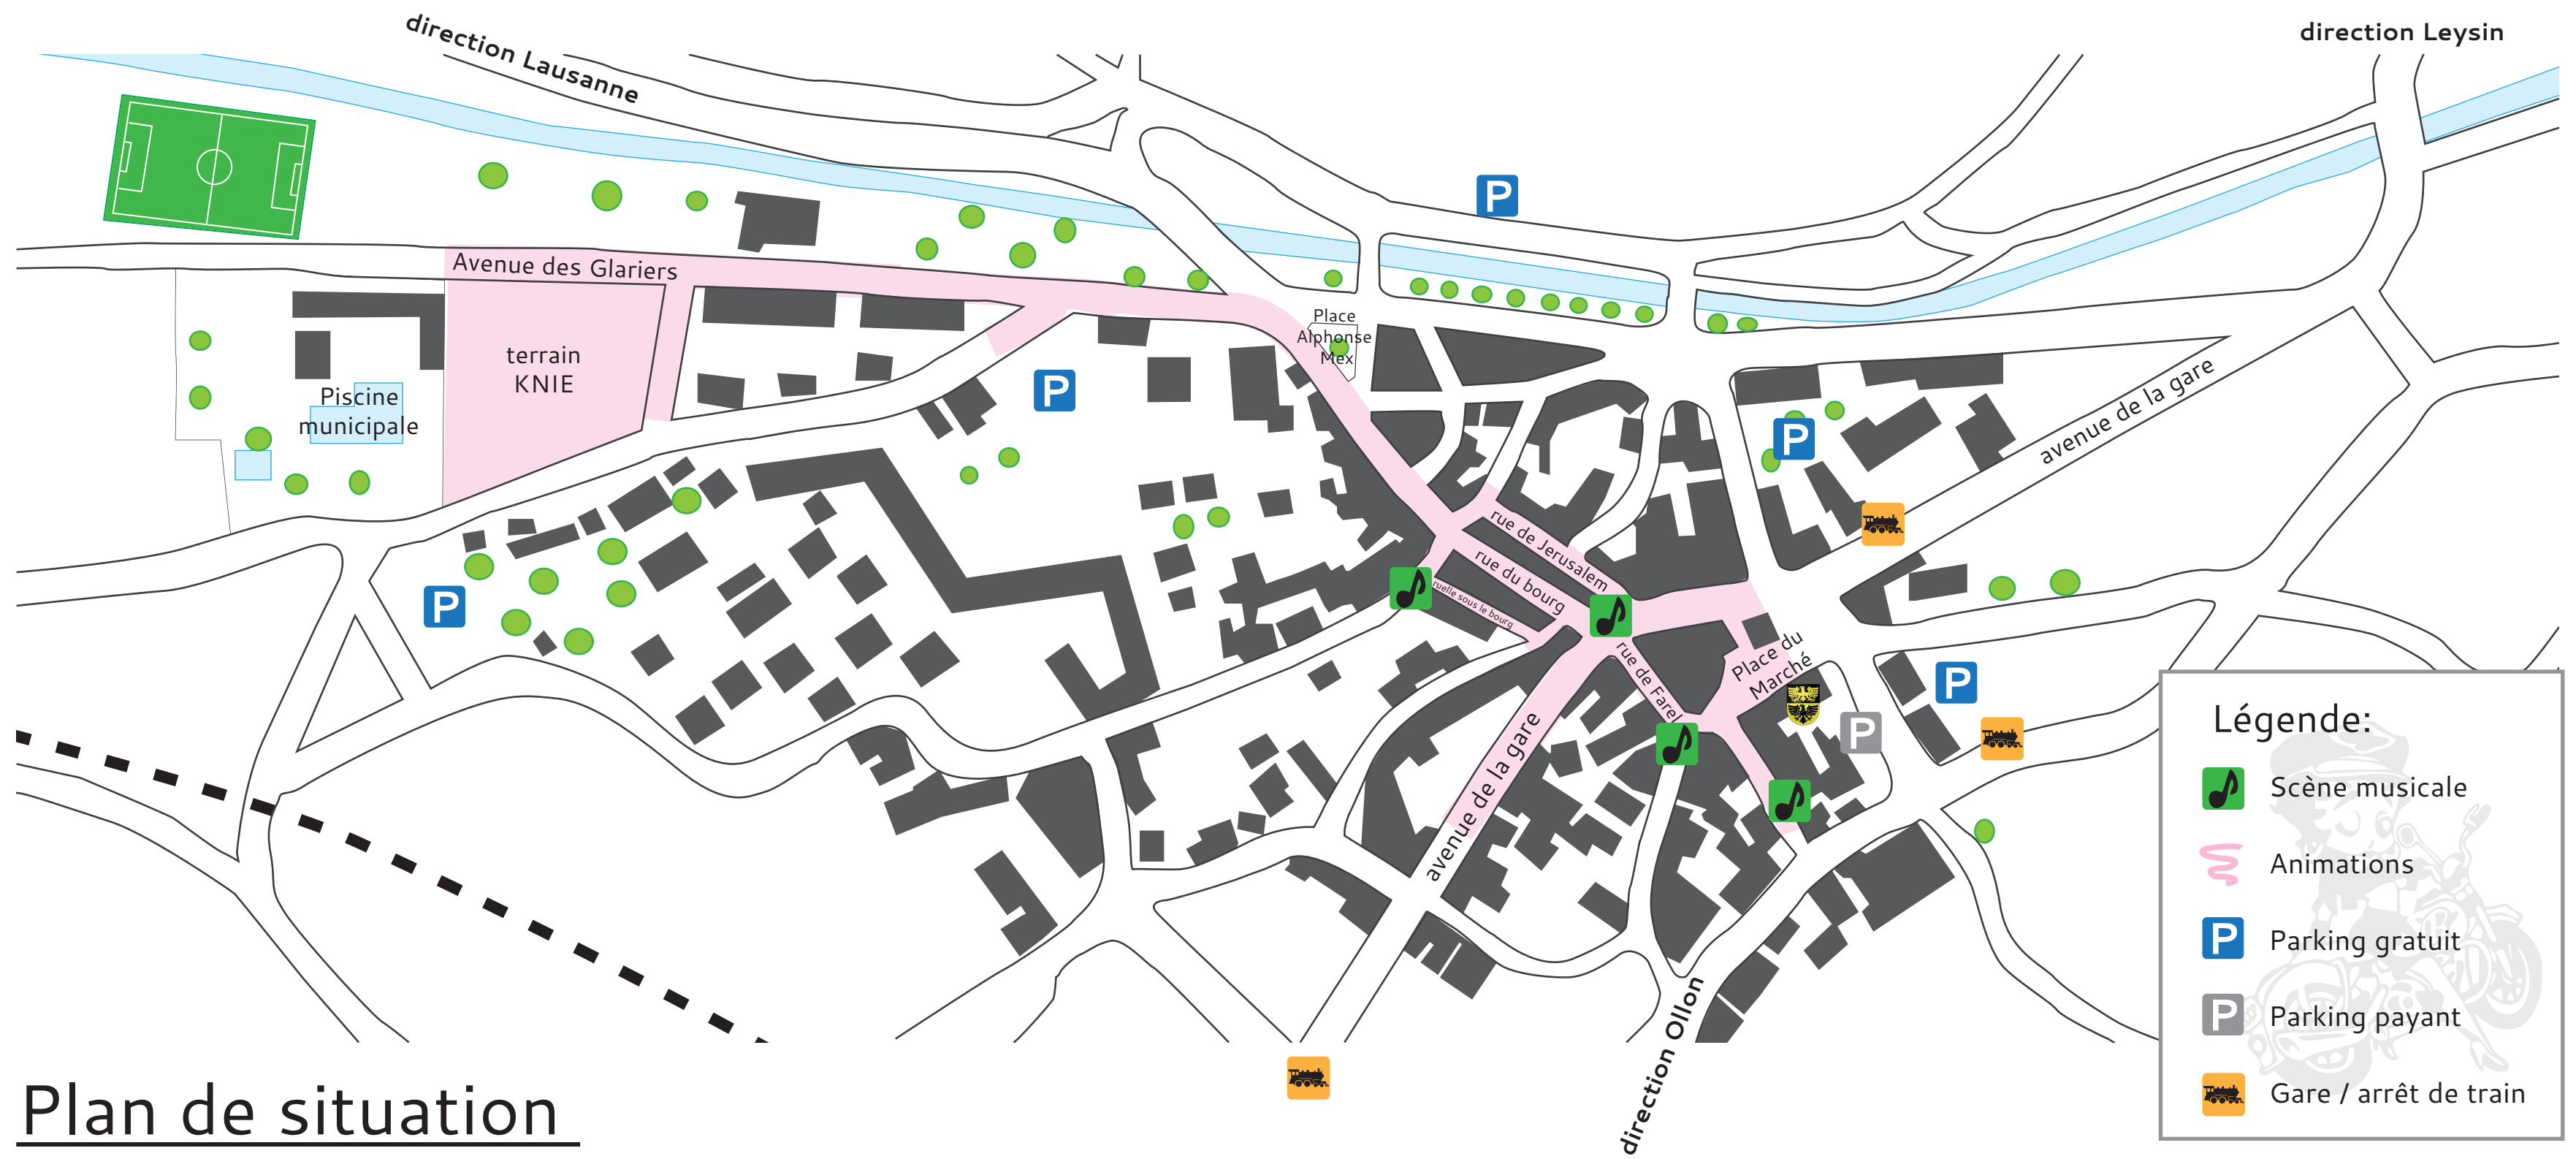 direction Lausanne
direction Leysin
P
Avenue des Glariers
terrain
KNIE
Piscine
municipale
P
P
Place
Alphonse
Mex
P
avenue de la gare
rue de Jerusalem
rue du bourg
ruelle sous le bourg
rue de Farel
Place du
Marché
P
P
avenue de la gare
direction Ollon
Plan de situation
Légende:
Scène musicale
Animations
P Parking gratuit
P Parking payant
Gare / arrêt de train